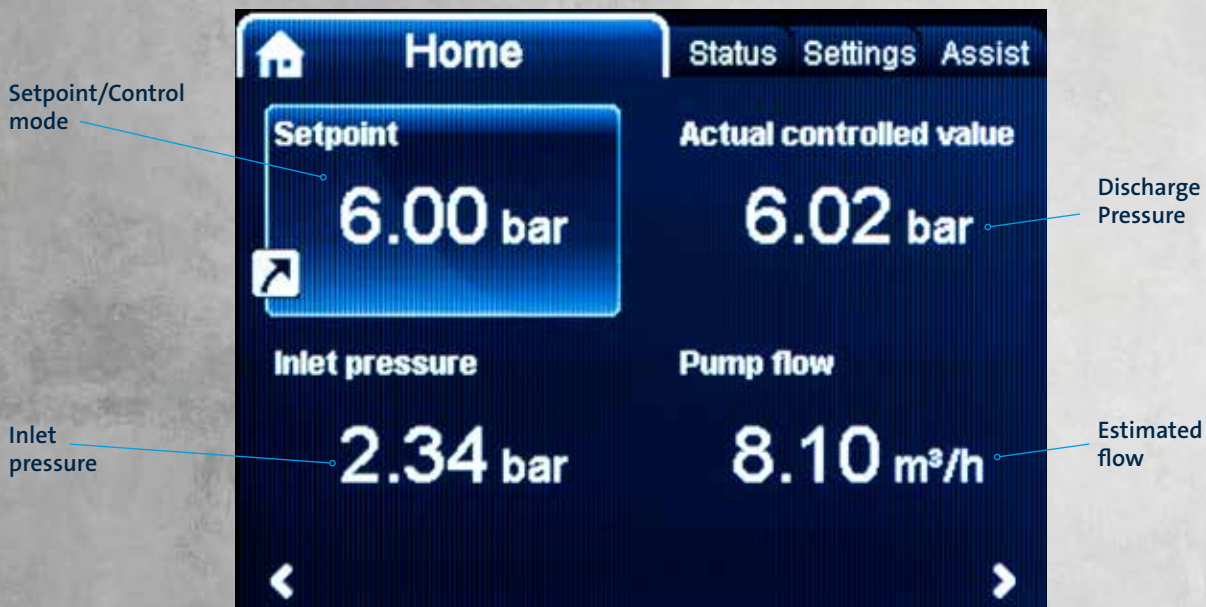 Home
Status
Settings
Assist
Setpoint/Control
mode
Setpoint
6.00 bar
Actual controlled value
6.02 bar
Discharge
Pressure
Inlet pressure
2.34 bar
Pump flow
8.10 m³/h
Inlet
pressure
Estimated
flow